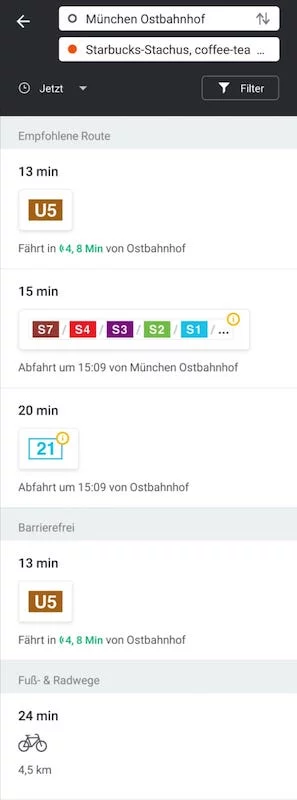 München Ostbahnhof
Starbucks-Stachus, coffee-tea ...
Jetzt
Filter
Empfohlene Route
13 min
U5
Fährt in 4, 8 Min von Ostbahnhof
15 min
S7 / S4 / S3 / S2 / S1 / ...
Abfahrt um 15:09 von München Ostbahnhof
20 min
21
Abfahrt um 15:09 von Ostbahnhof
Barrierefrei
13 min
U5
Fährt in 4, 8 Min von Ostbahnhof
Fuß- & Radwege
24 min
4,5 km